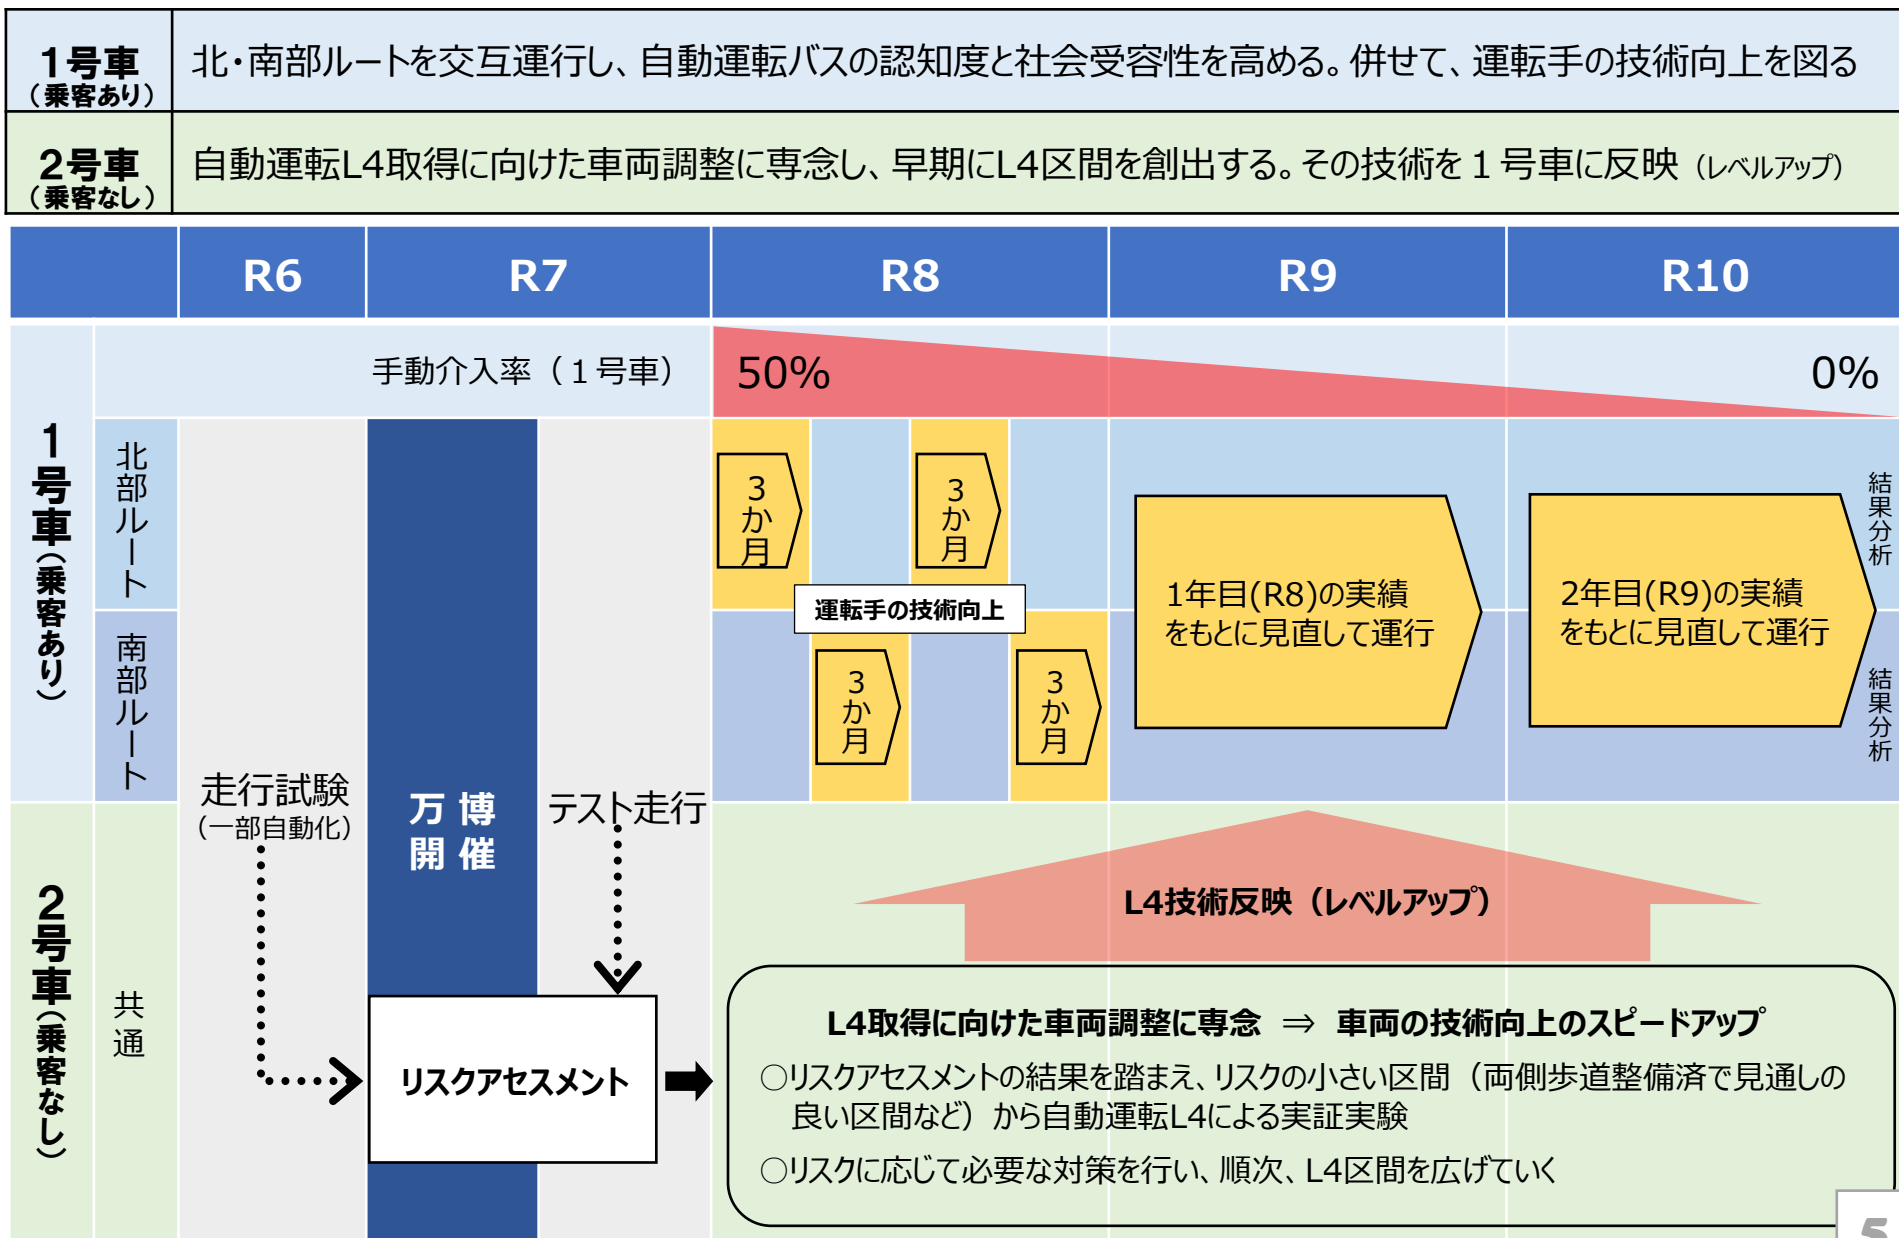 1号車
(乗客あり)
北・南部ルートを交互運行し、自動運転バスの認知度と社会受容性を高める。併せて、運転手の技術向上を図る
2号車
(乗客なし)
自動運転L4取得に向けた車両調整に専念し、早期にL4区間を創出する。その技術を1号車に反映(レベルアップ)
R6
R7
R8
R9
R10
1号車(乗客あり)
手動介入率(1号車)
50%
0%
北部ルート
3か月
3か月
運転手の技術向上
南部ルート
3か月
3か月
1年目(R8)の実績
をもとに見直して運行
2年目(R9)の実績
をもとに見直して運行
結果分析
結果分析
走行試験
(一部自動化)
万博
開催
テスト走行
2号車(乗客なし)
共通
リスクアセスメント
L4技術反映(レベルアップ)
L4取得に向けた車両調整に専念 ⇒ 車両の技術向上のスピードアップ
○リスクアセスメントの結果を踏まえ、リスクの小さい区間(両側歩道整備済で見通しの
良い区間など)から自動運転L4による実証実験
○リスクに応じて必要な対策を行い、順次、L4区間を広げていく
5